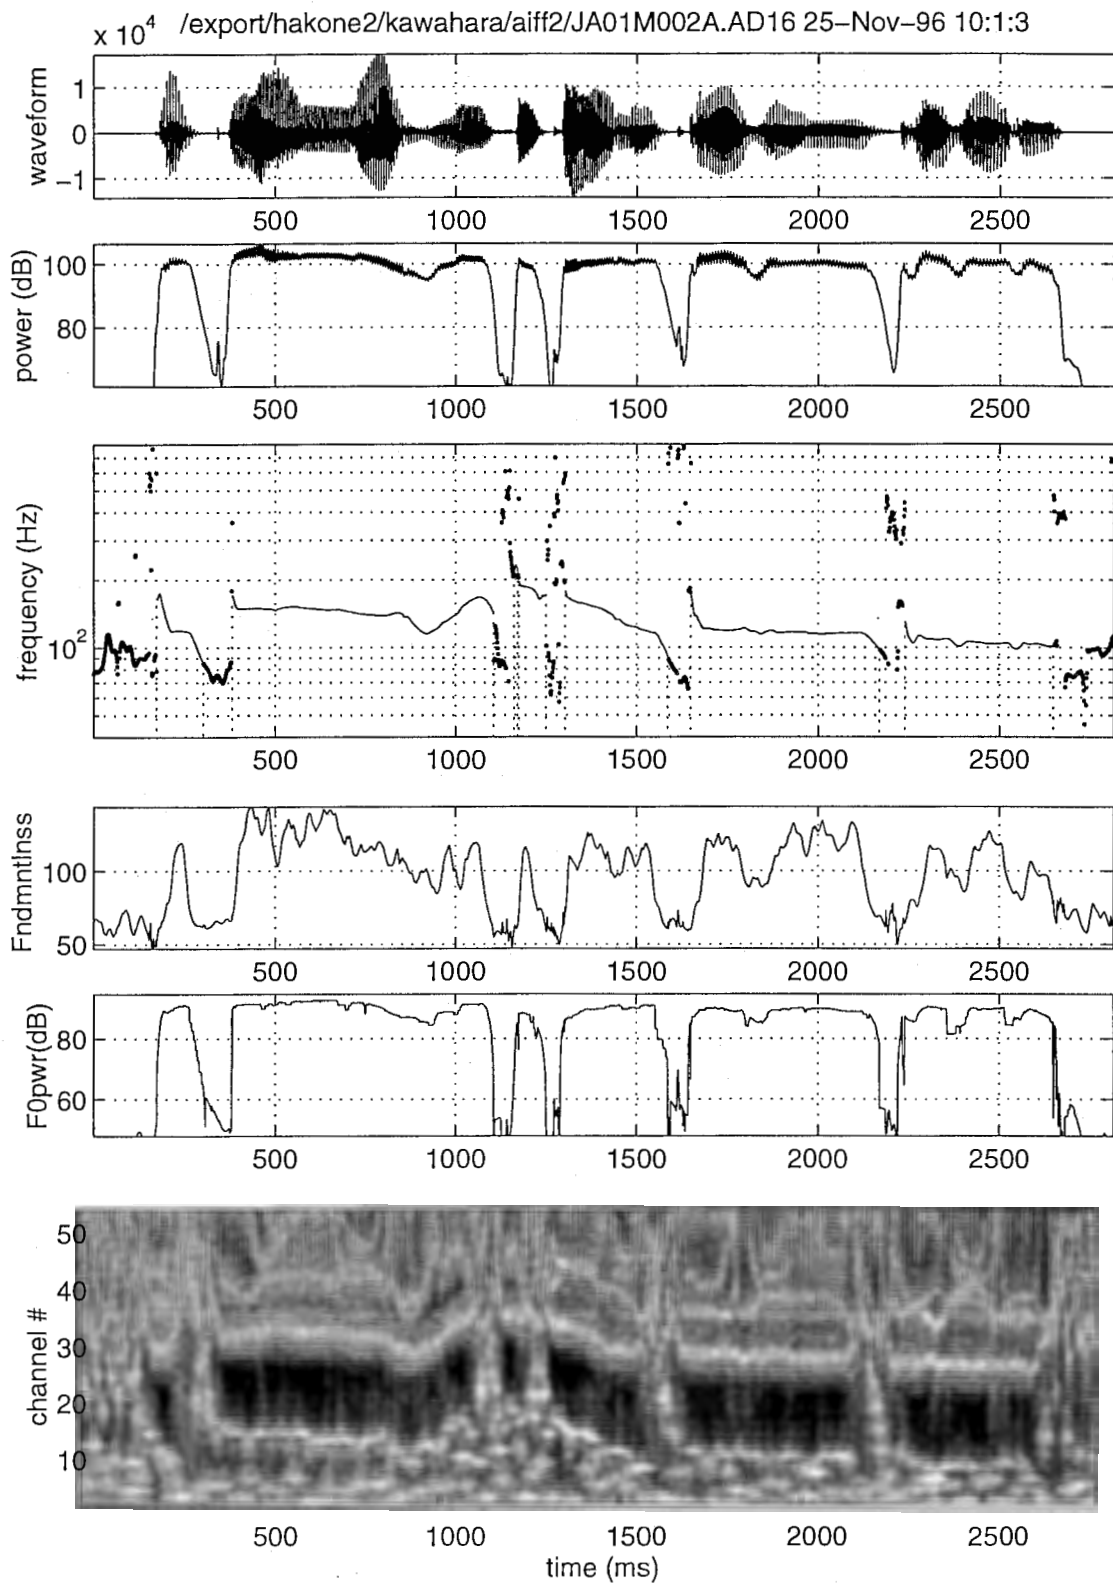 /export/hakone2/kawahara/aiff2/JA01M002A.AD16 25-Nov-96 10:1:3
x 10^4
waveform
1
0
-1
500 1000 1500 2000 2500
power (dB)
100
80
500 1000 1500 2000 2500
frequency (Hz)
10^2
500 1000 1500 2000 2500
Fndmntlnss
100
50
500 1000 1500 2000 2500
F0pwr(dB)
80
60
500 1000 1500 2000 2500
channel #
50
40
30
20
10
500 1000 1500 2000 2500
time (ms)